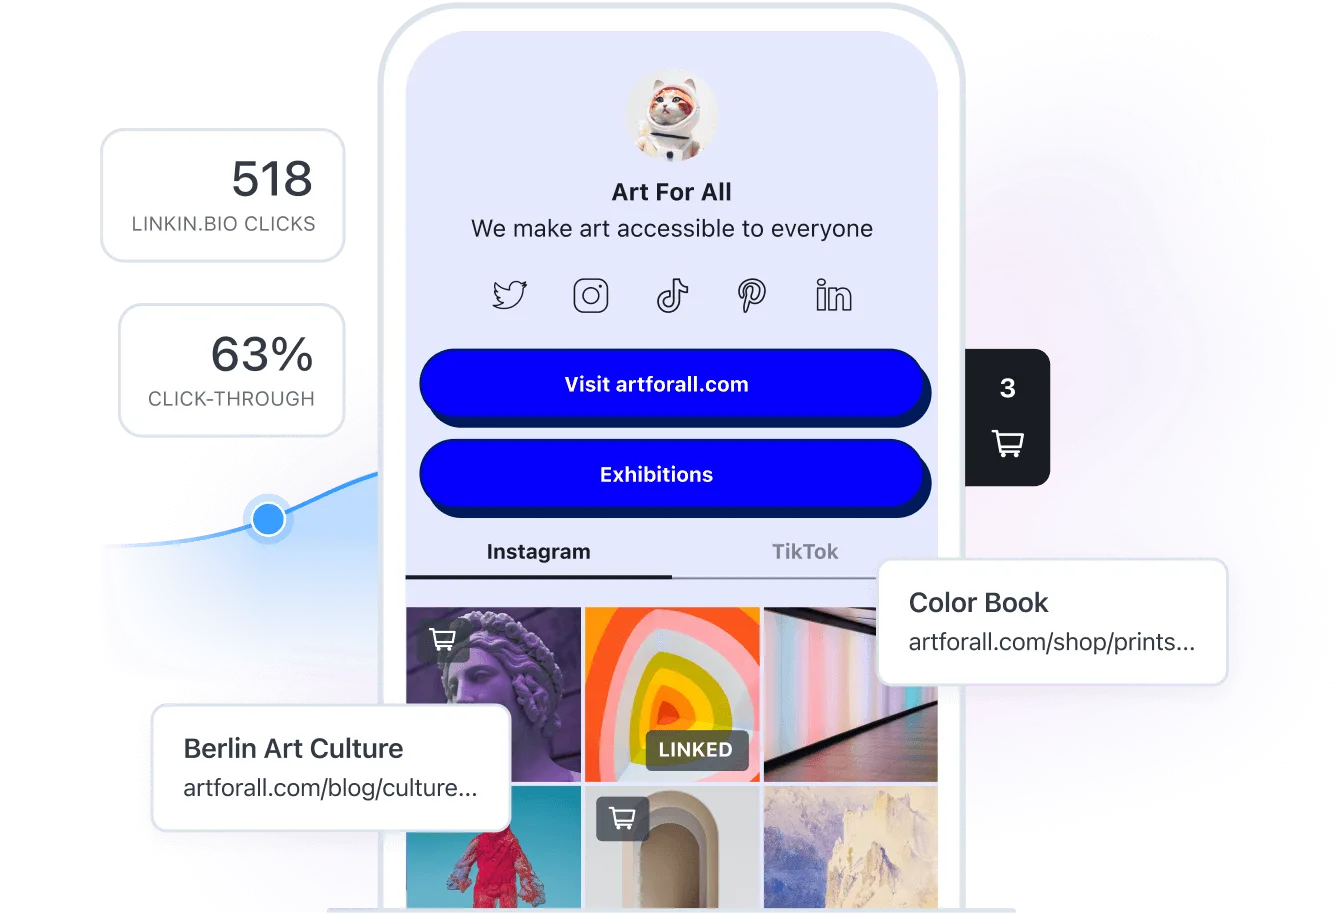 518
LINKIN.BIO CLICKS
63%
CLICK-THROUGH
Art For All
We make art accessible to everyone
in
Visit artforall.com
Exhibitions
3
Instagram
TikTok
Color Book
artforall.com/shop/prints...
LINKED
Berlin Art Culture
artforall.com/blog/culture...